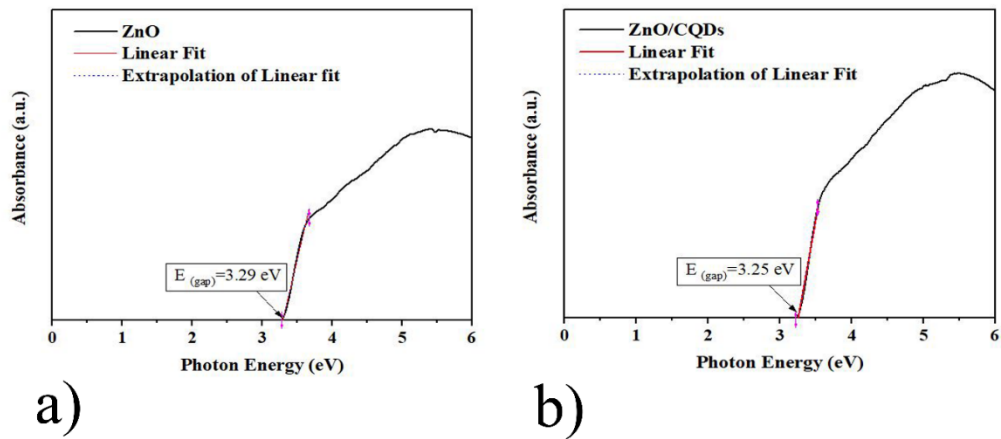 ZnO
Linear Fit
Extrapolation of Linear fit
Absorbance (a.u.)
E (gap)=3.29 eV
0 1 2 3 4 5 6
Photon Energy (eV)
a)
ZnO/CQDs
Linear Fit
Extrapolation of Linear Fit
Absorbance (a.u.)
E (gap)=3.25 eV
0 1 2 3 4 5 6
Photon Energy (eV)
b)